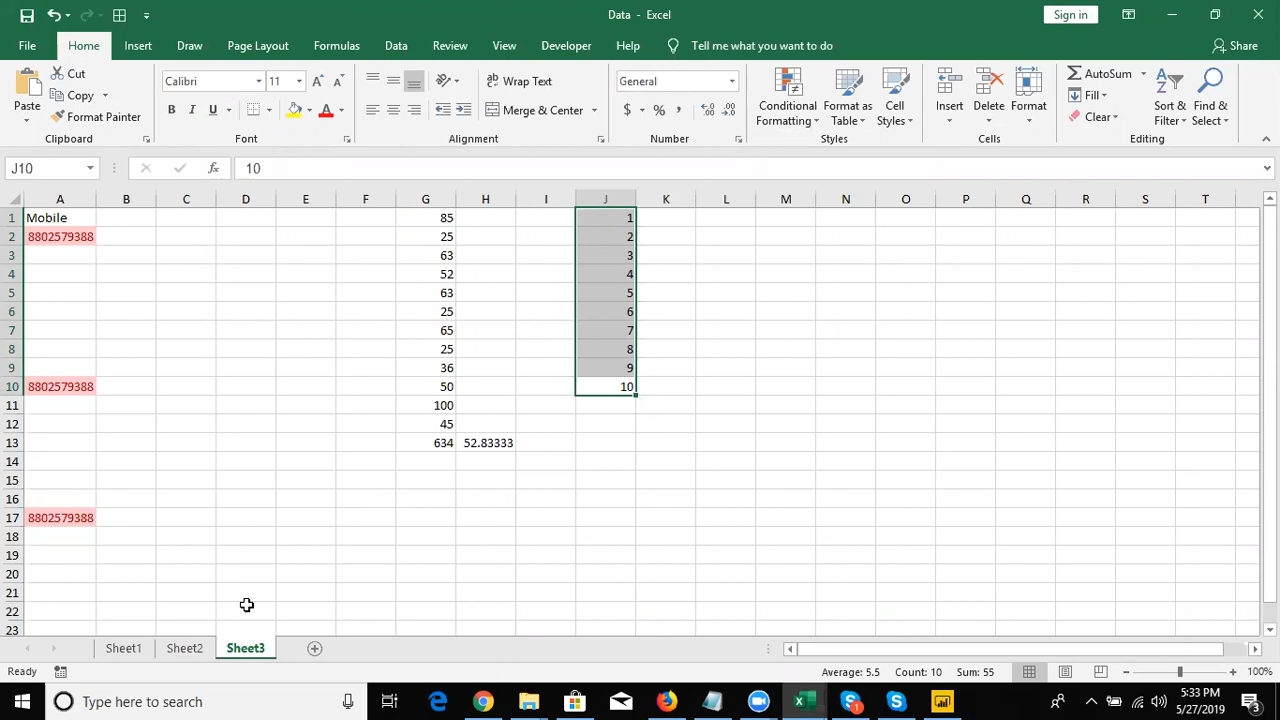 Data - Excel
Sign in
File Home Insert Draw Page Layout Formulas Data Review View Developer Help Tell me what you want to do Share
Paste
Cut
Copy
Format Painter
Clipboard
Calibri 11
B I U
Font
Wrap Text
Merge & Center
Alignment
General
$ % ,
Number
Conditional Formatting
Format as Table
Cell Styles
Styles
Insert
Delete
Format
Cells
AutoSum
Fill
Clear
Sort & Filter
Find & Select
Editing
J10 fx 10
A B C D E F G H I J K L M N O P Q R S T
1 Mobile 85 1
2 8802579388 25 2
3 63 3
4 52 4
5 63 5
6 25 6
7 65 7
8 25 8
9 36 9
10 8802579388 50 10
11 100
12 45
13 634 52.83333
14
15
16
17 8802579388
18
19
20
21
22
23
Sheet1 Sheet2 Sheet3
Ready Average: 5.5 Count: 10 Sum: 55 100%
Type here to search
1
5:33 PM
5/27/2019
3